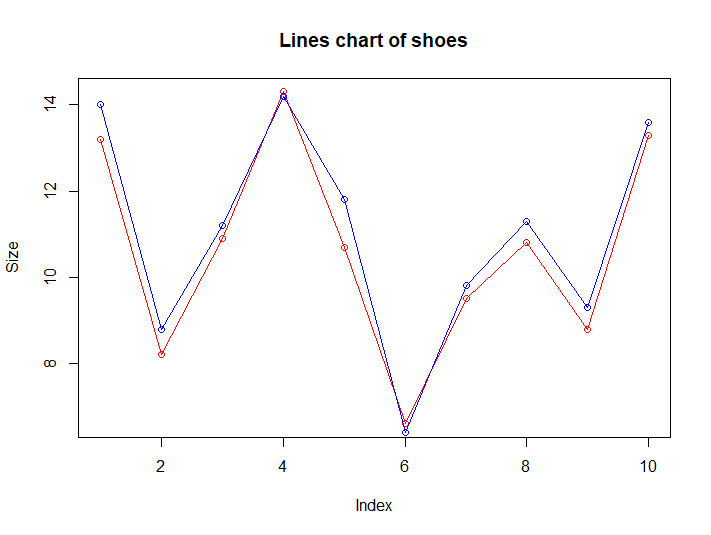 Lines chart of shoes
Size
14
12
10
8
2 4 6 8 10
Index